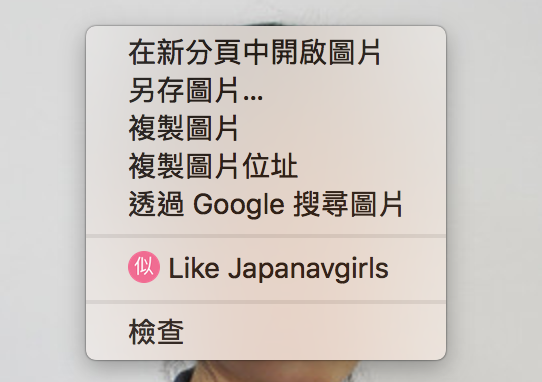 在新分頁中開啟圖片
另存圖片...
複製圖片
複製圖片位址
透過 Google 搜尋圖片
似 Like Japanavgirls
檢查